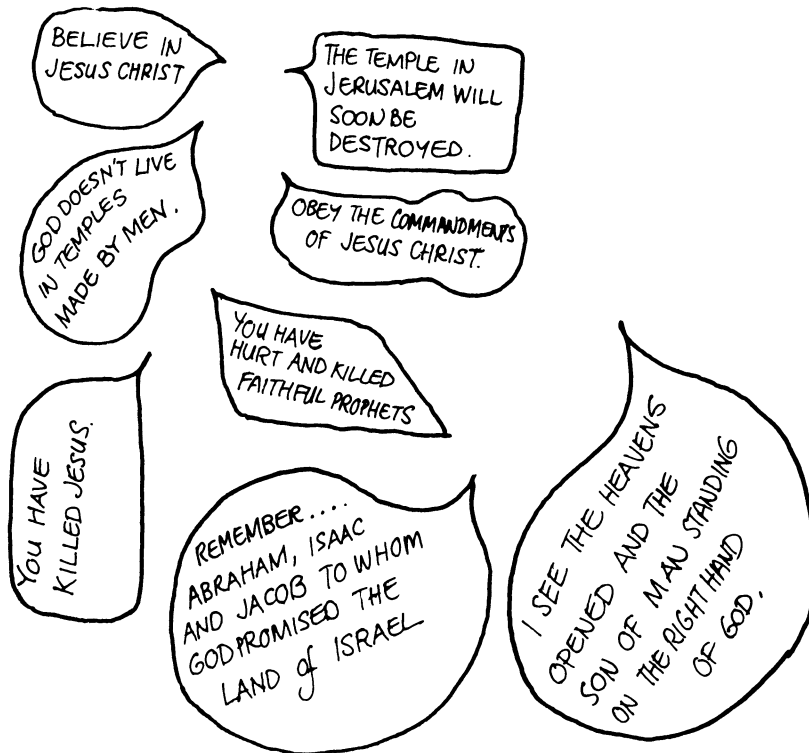 BELIEVE IN
JESUS CHRIST
THE TEMPLE IN
JERUSALEM WILL
SOON BE
DESTROYED.
GOD DOESN'T LIVE
IN TEMPLES
MADE BY MEN.
OBEY THE COMMANDMENTS
OF JESUS CHRIST.
YOU HAVE
HURT AND KILLED
FAITHFUL PROPHETS
YOU HAVE
KILLED JESUS.
REMEMBER....
ABRAHAM, ISAAC
AND JACOB TO WHOM
GOD PROMISED THE
LAND of ISRAEL
I SEE THE HEAVENS
OPENED AND THE
SON OF MAN STANDING
ON THE RIGHT HAND
OF GOD.